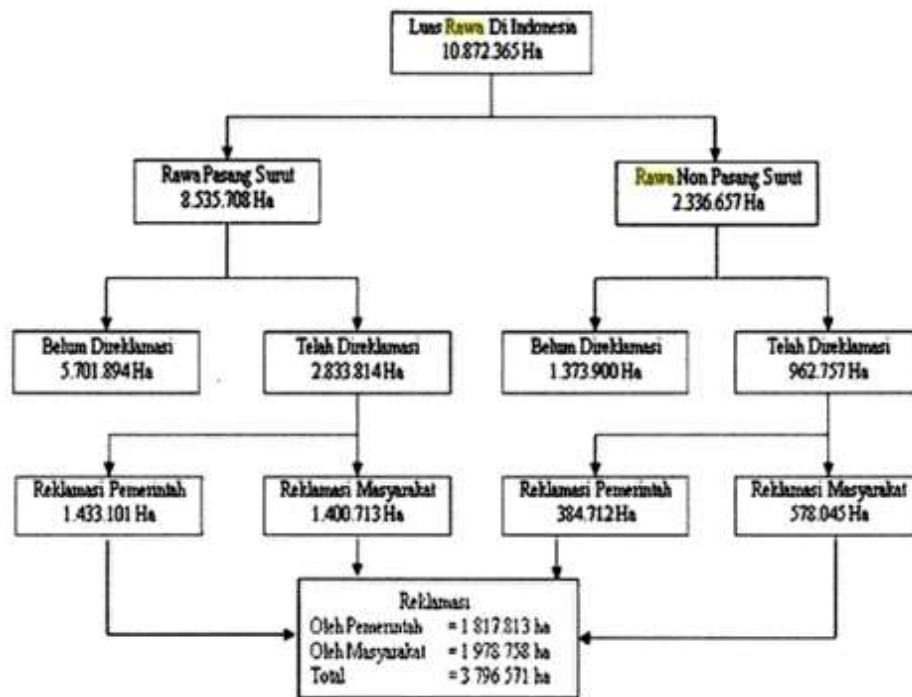 Luas Rawa Di Indonesia
10.872.365 Ha
Rawa Pasang Surut
8.535.708 Ha
Rawa Non Pasang Surut
2.336.657 Ha
Belum Direklamasi
5.701.894 Ha
Telah Direklamasi
2.833.814 Ha
Belum Direklamasi
1.373.900 Ha
Telah Direklamasi
962.757 Ha
Reklamasi Pemerintah
1.433.101 Ha
Reklamasi Masyarakat
1.400.713 Ha
Reklamasi Pemerintah
384.712 Ha
Reklamasi Masyarakat
578.045 Ha
Reklamasi
Oleh Pemerintah = 1 817.813 ha
Oleh Masyarakat = 1 978 758 ha
Total = 3 796 571 ha